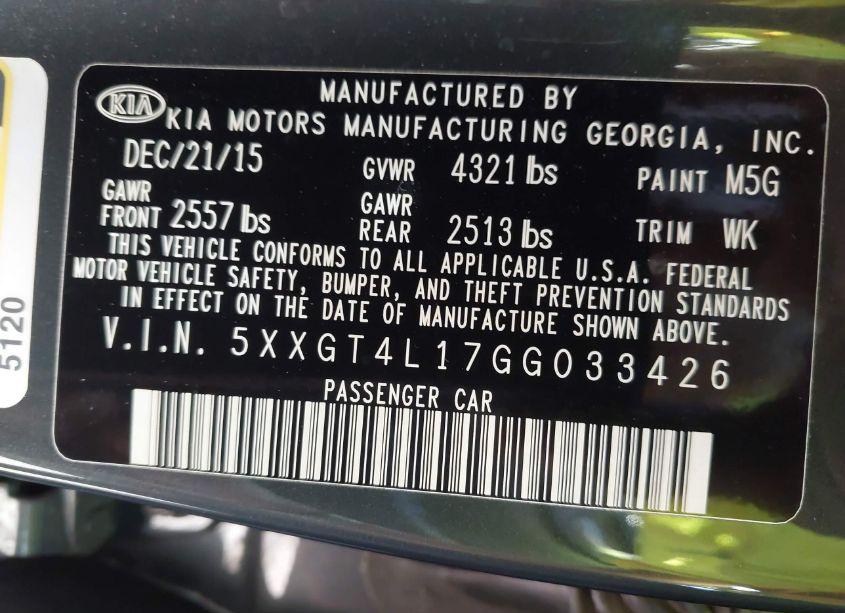 MANUFACTURED BY
KIA
KIA MOTORS MANUFACTURING GEORGIA, INC.
DEC/21/15 GVWR 4321 lbs PAINT M5G
GAWR FRONT 2557 lbs GAWR REAR 2513 lbs TRIM WK
THIS VEHICLE CONFORMS TO ALL APPLICABLE U.S.A. FEDERAL
MOTOR VEHICLE SAFETY, BUMPER, AND THEFT PREVENTION STANDARDS
IN EFFECT ON THE DATE OF MANUFACTURE SHOWN ABOVE.
V.I.N. 5XXGT4L17GG033426
PASSENGER CAR
5120